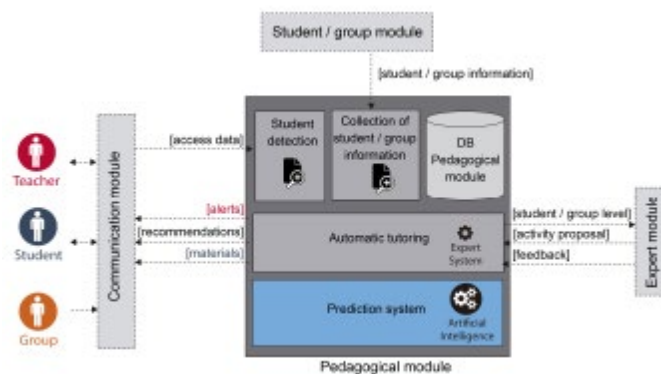 Student / group module
[student / group information]
Student
detection
Collection of
student / group
information
DB
Pedagogical
module
[access data]
Teacher
Communication module
[alerts]
[recommendations]
[materials]
Student
Group
Automatic tutoring
Expert
System
[student / group level]
[activity proposal]
[feedback]
Expert module
Prediction system
Artificial
Intelligence
Pedagogical module